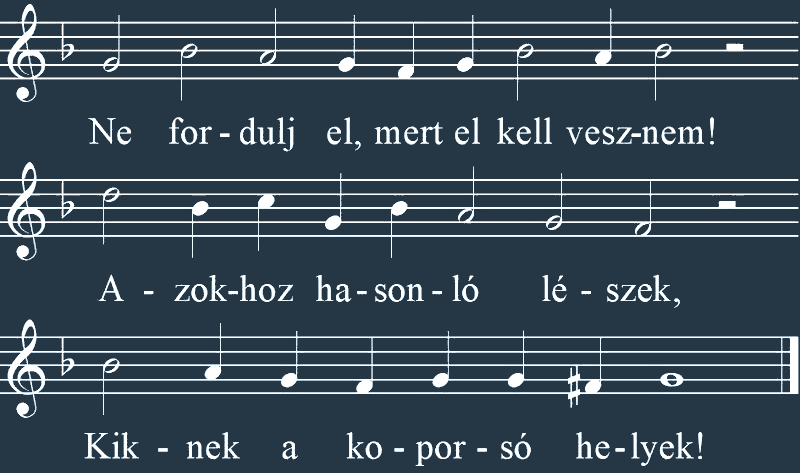 Ne for - dulj el, mert el kell vesz-nem!
A - zok-hoz ha - son - ló lé - szek,
Kik - nek a ko - por - só he - lyek!